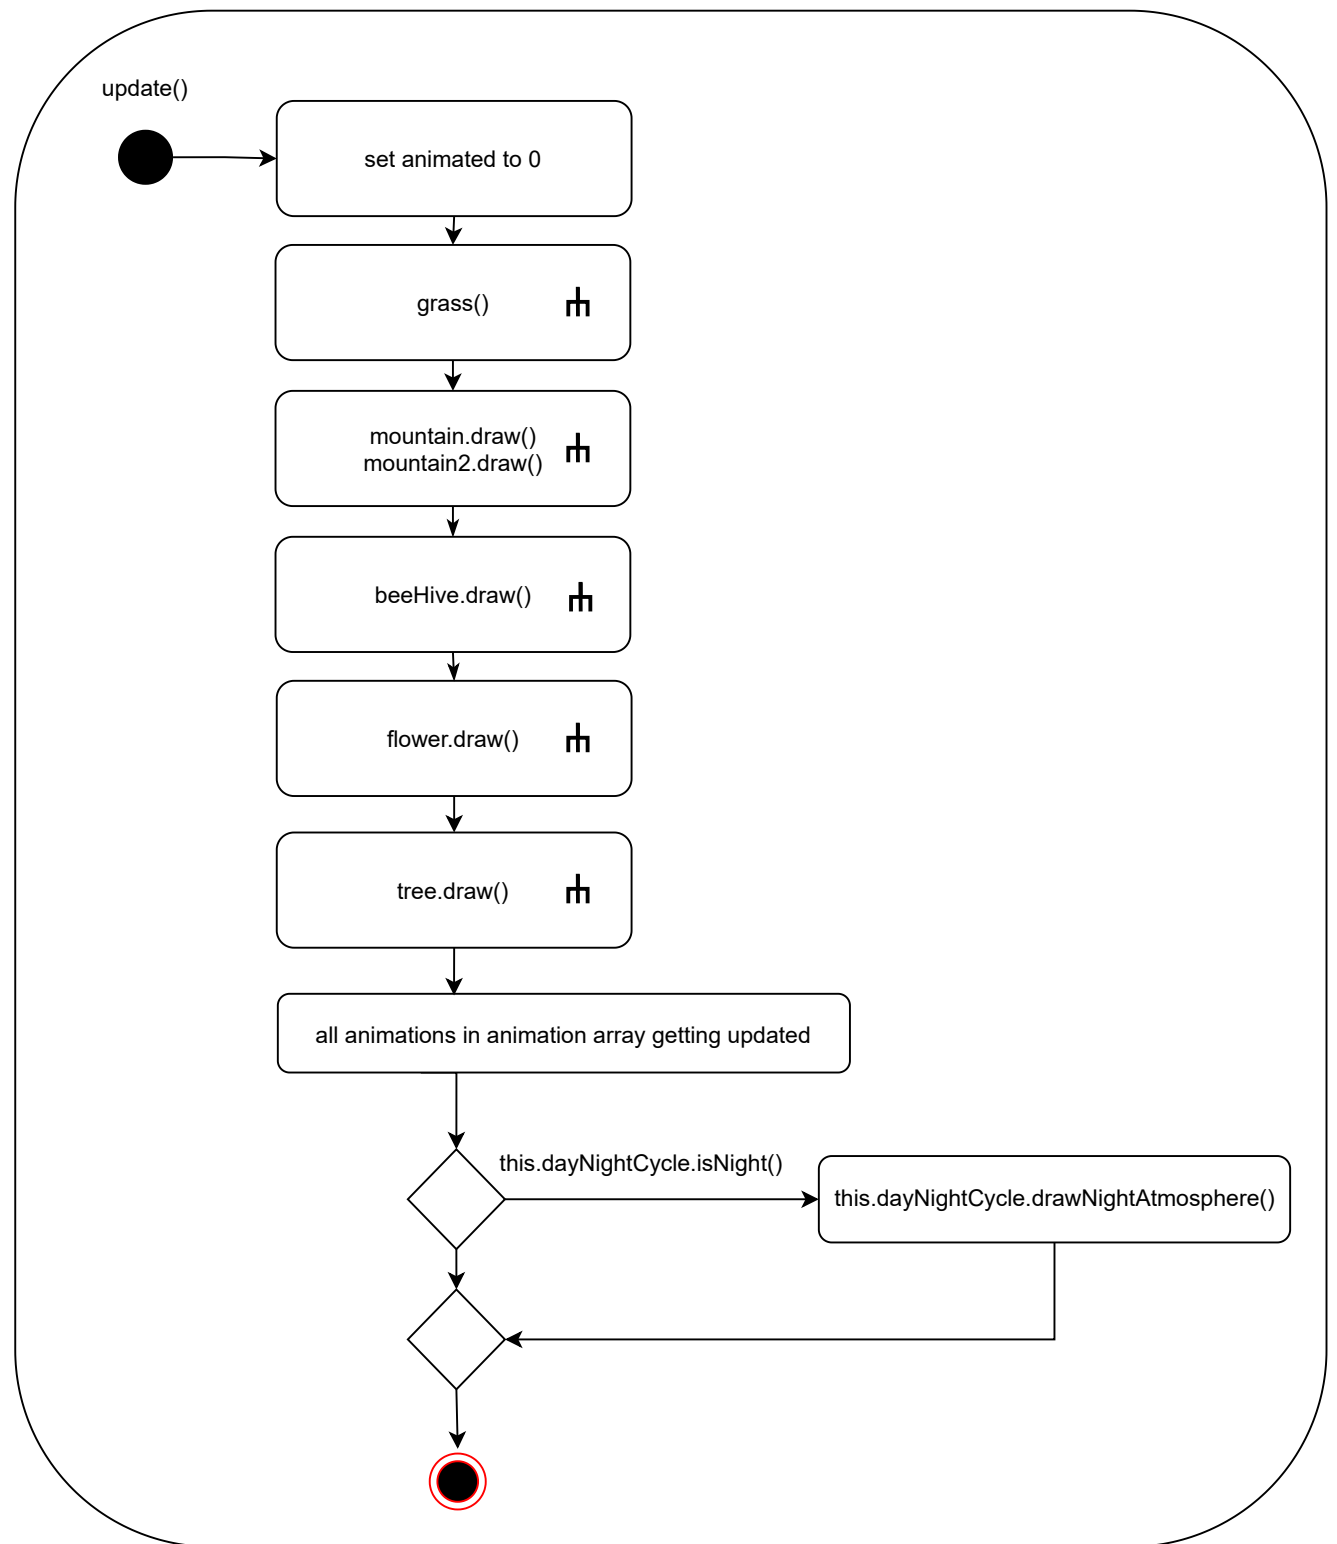 update()
set animated to 0
grass()
mountain.draw()
mountain2.draw()
beeHive.draw()
flower.draw()
tree.draw()
all animations in animation array getting updated
this.dayNightCycle.isNight()
this.dayNightCycle.drawNightAtmosphere()